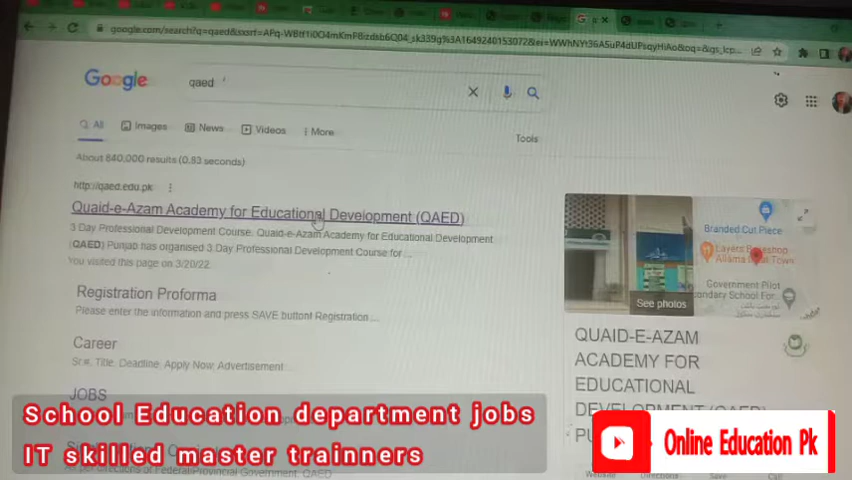 google.com/search?q=qaed
Google
qaed
All
Images
News
Videos
More
Tools
About 840,000 results (0.83 seconds)
http://qaed.edu.pk
Quaid-e-Azam Academy for Educational Development (QAED)
3 Day Professional Development Course. Quaid-e-Azam Academy for Educational Development
(QAED) Punjab has organised 3 Day Professional Development Course for ...
You visited this page on 3/20/22.
Registration Proforma
Please enter the information and press SAVE button! Registration ...
Career
Sr.#, Title, Deadline, Apply Now, Advertisement ...
JOBS
Branded Cut Piece
Allama Town
Government Pilot
See photos
QUAID-E-AZAM
ACADEMY FOR
EDUCATIONAL
School Education department jobs
IT skilled master trainners
Online Education Pk